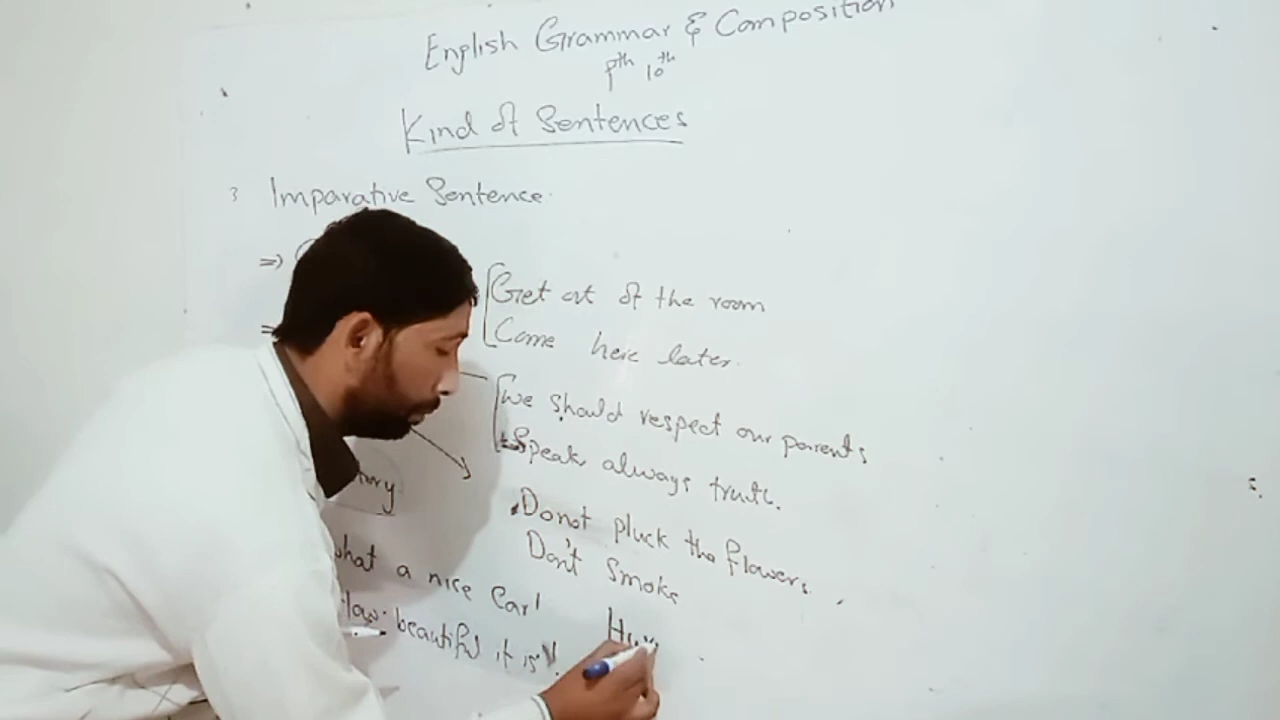 English Grammar & Composition
9th 10th
Kind of Sentences
3 Imparative Sentence.
⇒)
Get out of the room
Come here later.
We should respect our parents
Speak always truth.
Donot pluck the flowers.
Don't smoke
what a nice Car!
How beautiful it is!